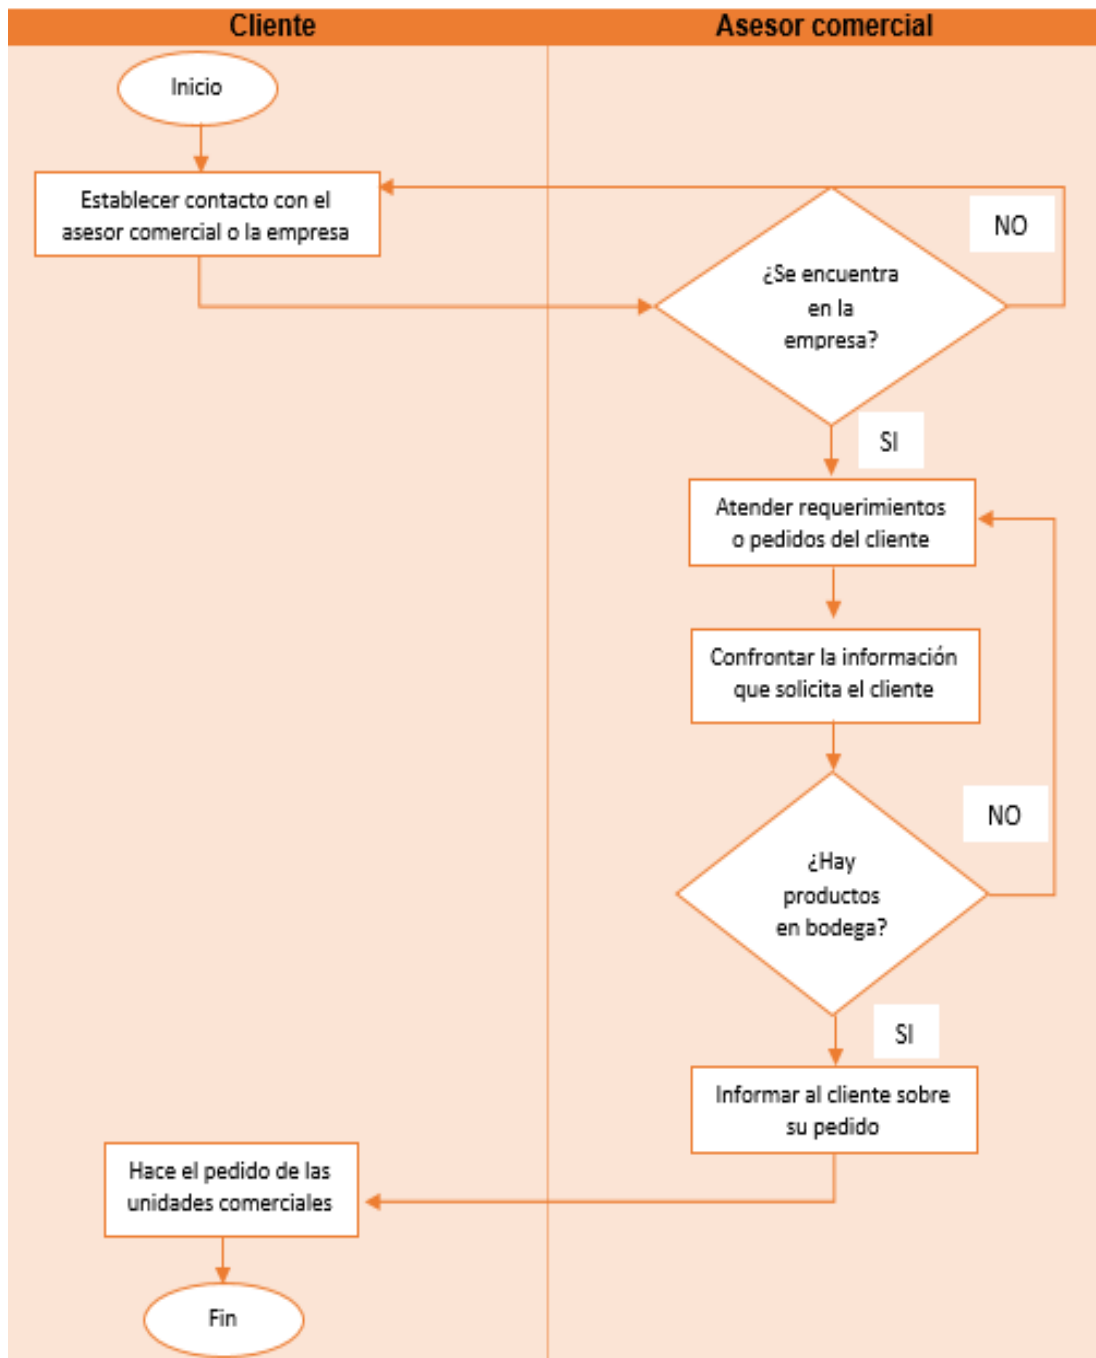 Cliente
Asesor comercial
Inicio
Establecer contacto con el
asesor comercial o la empresa
NO
¿Se encuentra
en la
empresa?
SI
Atender requerimientos
o pedidos del cliente
Confrontar la información
que solicita el cliente
NO
¿Hay
productos
en bodega?
SI
Informar al cliente sobre
su pedido
Hace el pedido de las
unidades comerciales
Fin